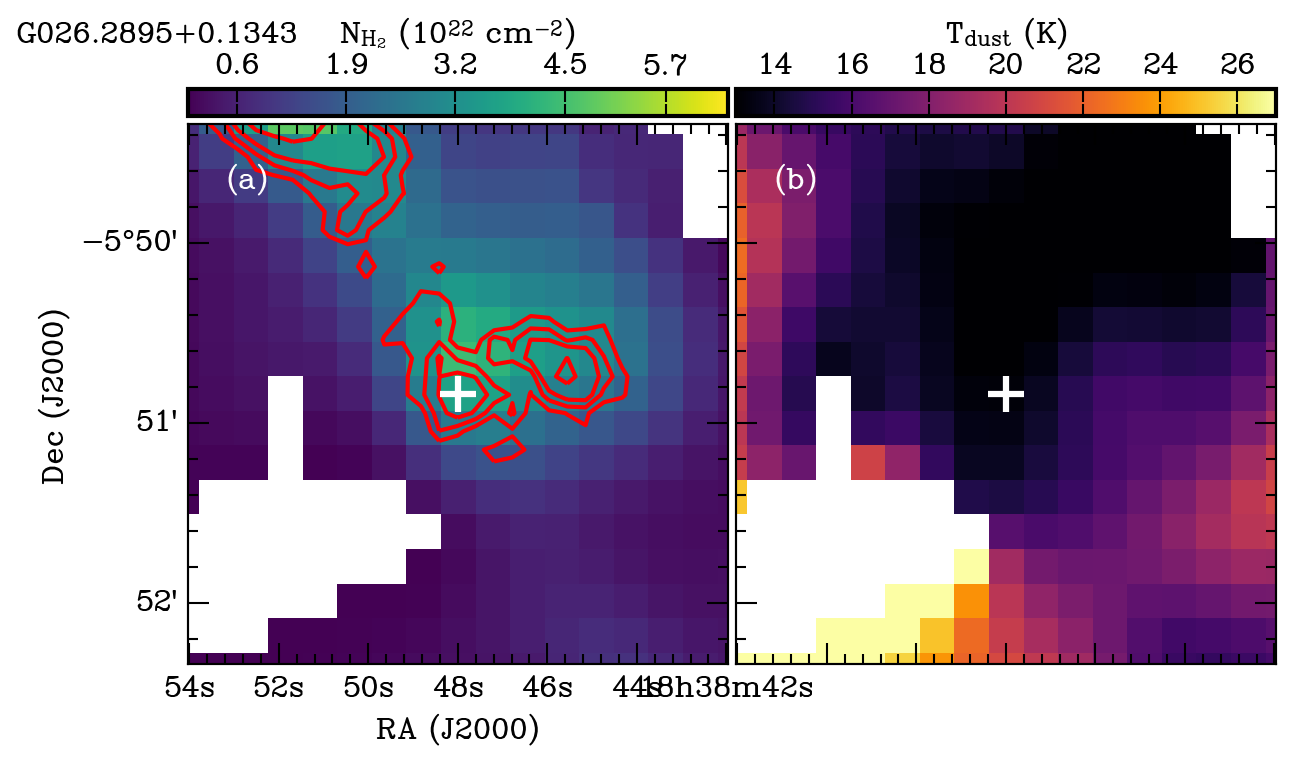 G026.2895+0.1343 N_H₂ (10²² cm⁻²) T_dust (K)
0.6 1.9 3.2 4.5 5.7 14 16 18 20 22 24 26
(a) (b)
−5°50'
51'
52'
Dec (J2000)
54s 52s 50s 48s 46s 44s 18h38m42s
RA (J2000)